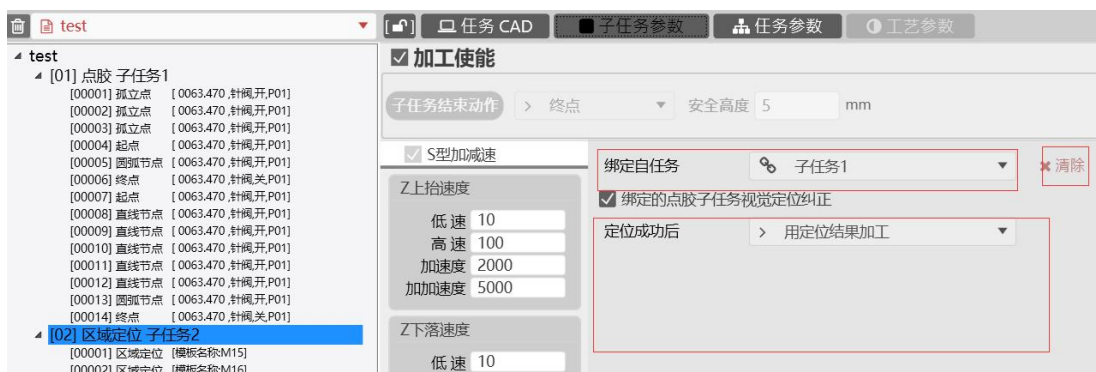 test
任务 CAD
子任务参数
任务参数
工艺参数
test
[01] 点胶 子任务1
[00001] 孤立点 [ 0063.470 ,针阀,开,P01]
[00002] 孤立点 [ 0063.470 ,针阀,开,P01]
[00003] 孤立点 [ 0063.470 ,针阀,开,P01]
[00004] 起点 [ 0063.470 ,针阀,开,P01]
[00005] 圆弧节点 [ 0063.470 ,针阀,开,P01]
[00006] 终点 [ 0063.470 ,针阀,关,P01]
[00007] 起点 [ 0063.470 ,针阀,开,P01]
[00008] 直线节点 [ 0063.470 ,针阀,开,P01]
[00009] 直线节点 [ 0063.470 ,针阀,开,P01]
[00010] 直线节点 [ 0063.470 ,针阀,开,P01]
[00011] 直线节点 [ 0063.470 ,针阀,开,P01]
[00012] 直线节点 [ 0063.470 ,针阀,开,P01]
[00013] 圆弧节点 [ 0063.470 ,针阀,开,P01]
[00014] 终点 [ 0063.470 ,针阀,关,P01]
[02] 区域定位 子任务2
[00001] 区域定位 [模板名称:M15]
[00002] 区域定位 [模板名称:M16]
加工使能
子任务结束动作 > 终点 安全高度 5 mm
S型加减速
Z上抬速度
低 速 10
高 速 100
加速度 2000
加加速度 5000
Z下落速度
低 速 10
绑定自任务 子任务1 清除
绑定的点胶子任务视觉定位纠正
定位成功后 > 用定位结果加工